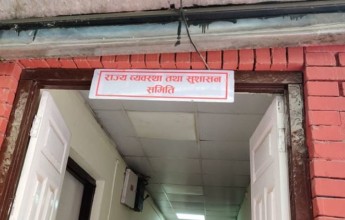 राज्य व्यवस्था तथा सुशासन
समिति